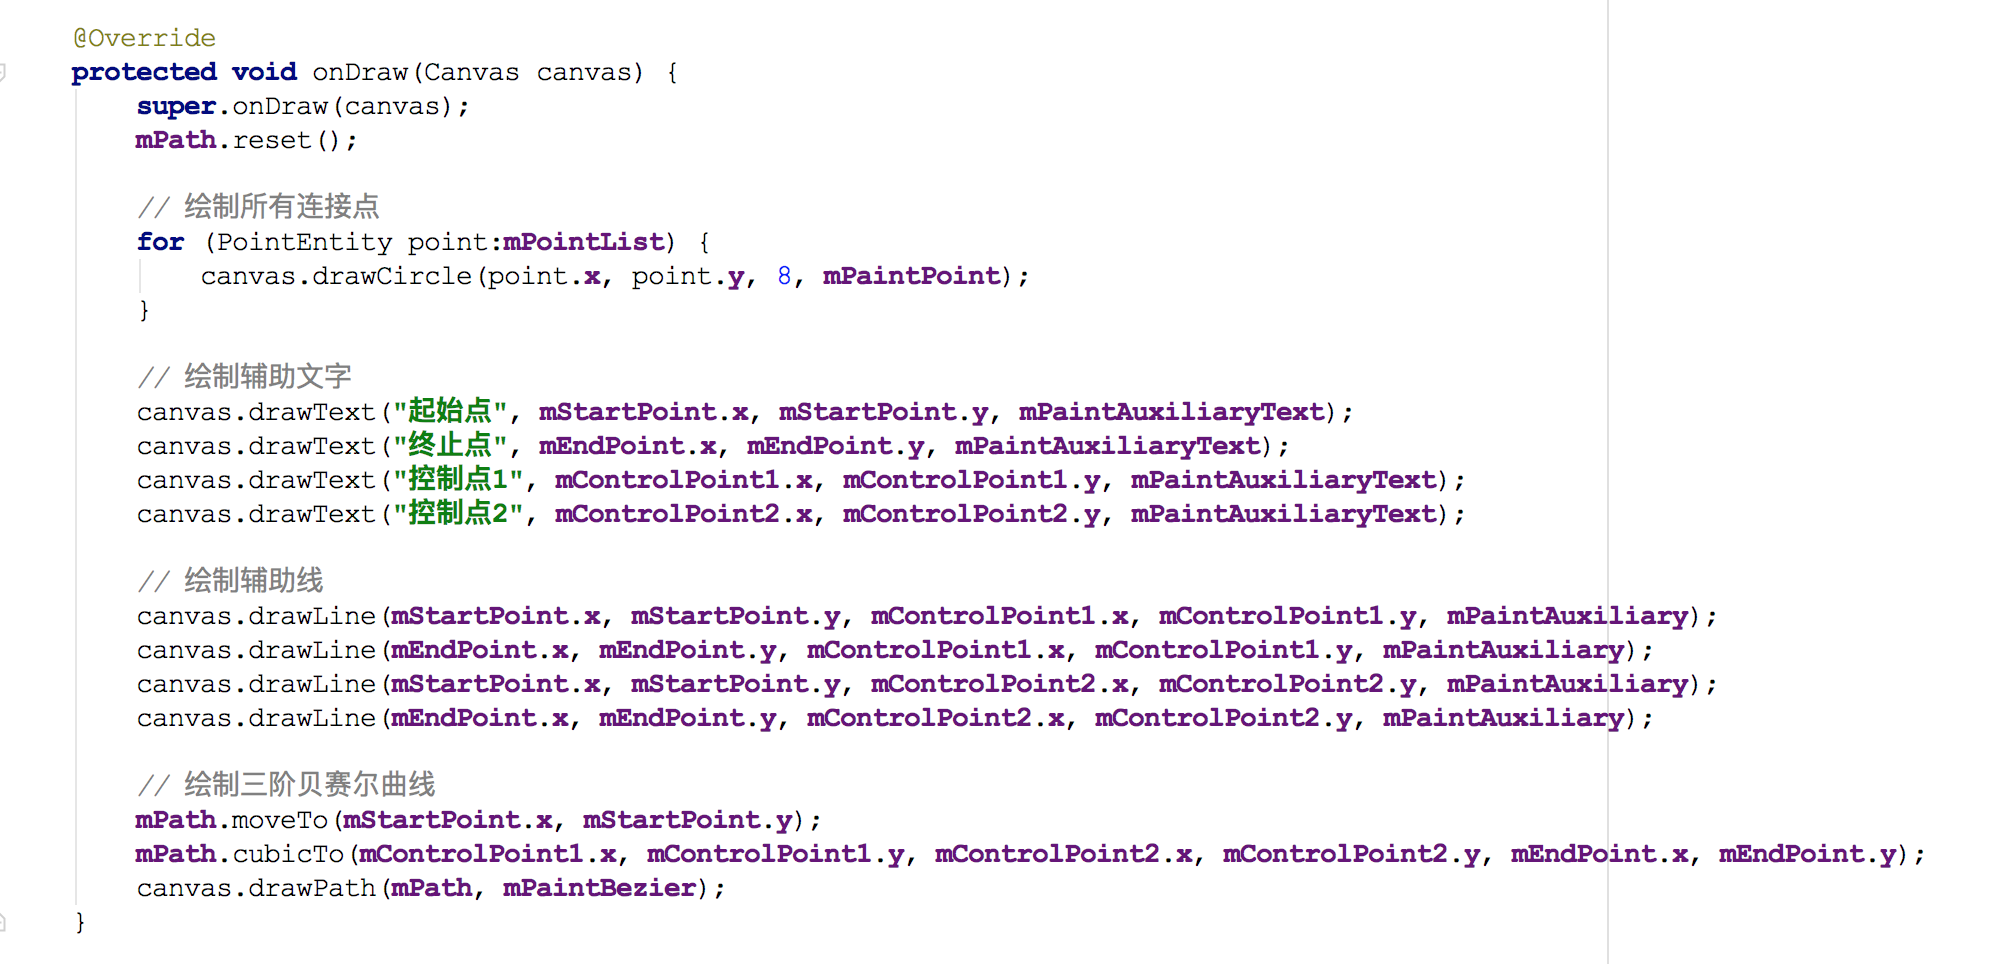 @Override
protected void onDraw(Canvas canvas) {
    super.onDraw(canvas);
    mPath.reset();

    // 绘制所有连接点
    for (PointEntity point:mPointList) {
        canvas.drawCircle(point.x, point.y, 8, mPaintPoint);
    }

    // 绘制辅助文字
    canvas.drawText("起始点", mStartPoint.x, mStartPoint.y, mPaintAuxiliaryText);
    canvas.drawText("终止点", mEndPoint.x, mEndPoint.y, mPaintAuxiliaryText);
    canvas.drawText("控制点1", mControlPoint1.x, mControlPoint1.y, mPaintAuxiliaryText);
    canvas.drawText("控制点2", mControlPoint2.x, mControlPoint2.y, mPaintAuxiliaryText);

    // 绘制辅助线
    canvas.drawLine(mStartPoint.x, mStartPoint.y, mControlPoint1.x, mControlPoint1.y, mPaintAuxiliary);
    canvas.drawLine(mEndPoint.x, mEndPoint.y, mControlPoint1.x, mControlPoint1.y, mPaintAuxiliary);
    canvas.drawLine(mStartPoint.x, mStartPoint.y, mControlPoint2.x, mControlPoint2.y, mPaintAuxiliary);
    canvas.drawLine(mEndPoint.x, mEndPoint.y, mControlPoint2.x, mControlPoint2.y, mPaintAuxiliary);

    // 绘制三阶贝赛尔曲线
    mPath.moveTo(mStartPoint.x, mStartPoint.y);
    mPath.cubicTo(mControlPoint1.x, mControlPoint1.y, mControlPoint2.x, mControlPoint2.y, mEndPoint.x, mEndPoint.y);
    canvas.drawPath(mPath, mPaintBezier);
}